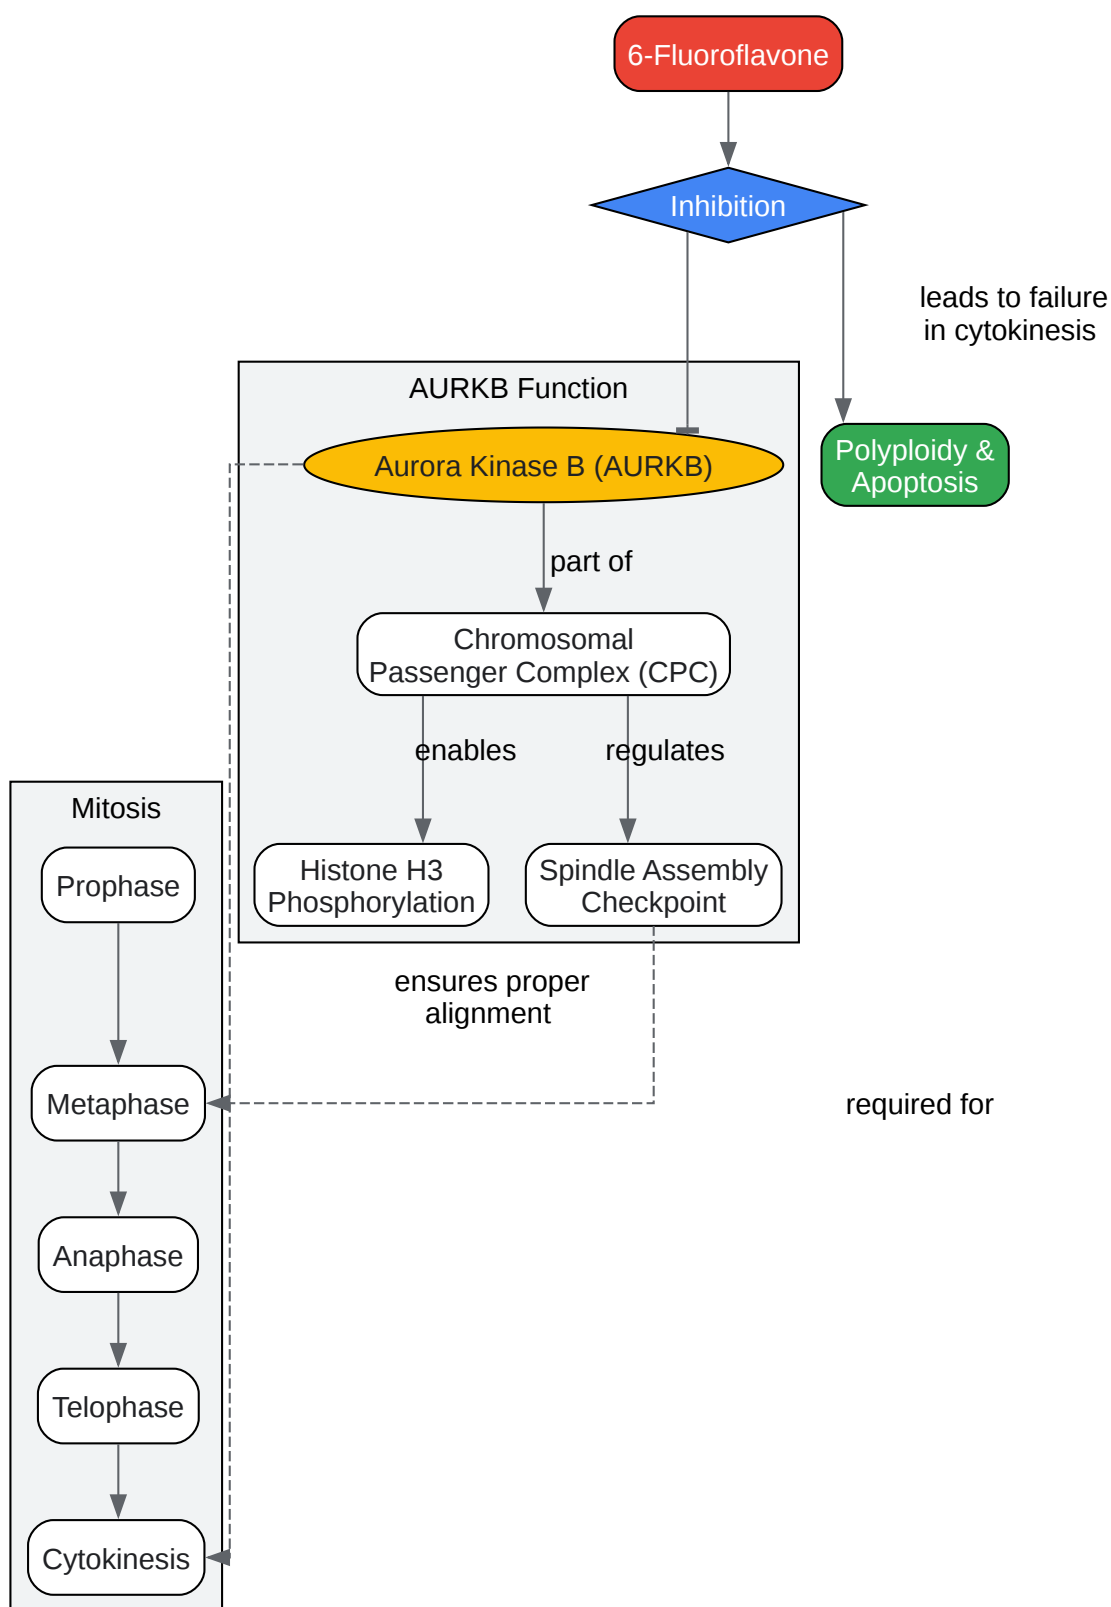 6-Fluoroflavone
Inhibition
leads to failure
in cytokinesis
AURKB Function
Aurora Kinase B (AURKB)
Polyploidy &
Apoptosis
part of
Chromosomal
Passenger Complex (CPC)
enables
regulates
Mitosis
Prophase
Histone H3
Phosphorylation
Spindle Assembly
Checkpoint
ensures proper
alignment
Metaphase
required for
Anaphase
Telophase
Cytokinesis